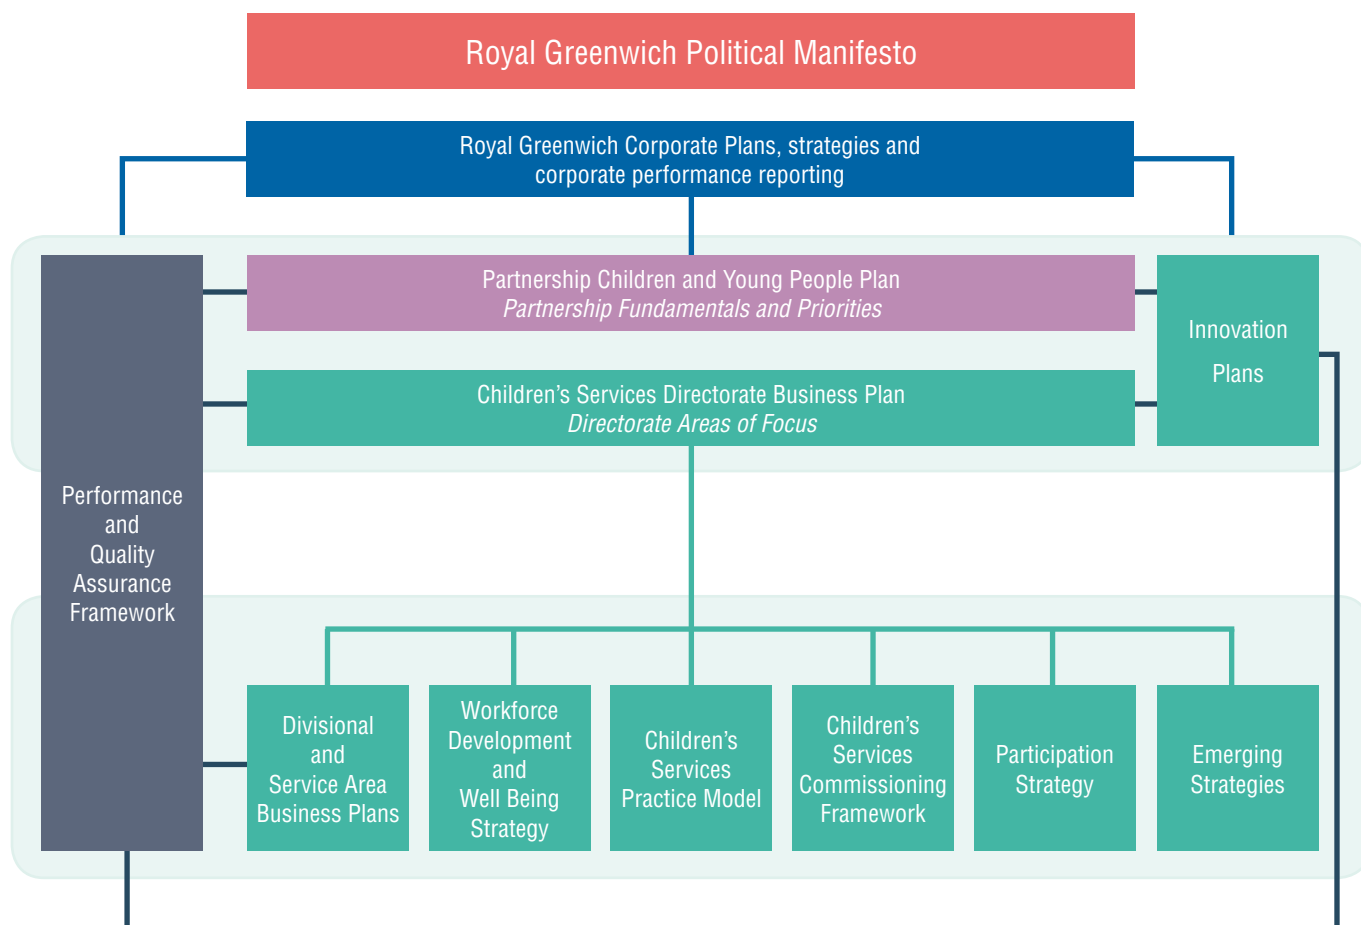 Royal Greenwich Political Manifesto
Royal Greenwich Corporate Plans, strategies and
corporate performance reporting
Partnership Children and Young People Plan
Partnership Fundamentals and Priorities
Innovation
Plans
Children’s Services Directorate Business Plan
Directorate Areas of Focus
Performance
and
Quality
Assurance
Framework
Divisional
and
Service Area
Business Plans
Workforce
Development
and
Well Being
Strategy
Children’s
Services
Practice Model
Children’s
Services
Commissioning
Framework
Participation
Strategy
Emerging
Strategies